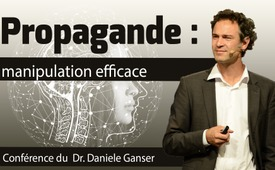 Propagande :
manipulation efficace
Conférence du Dr. Daniele Ganser